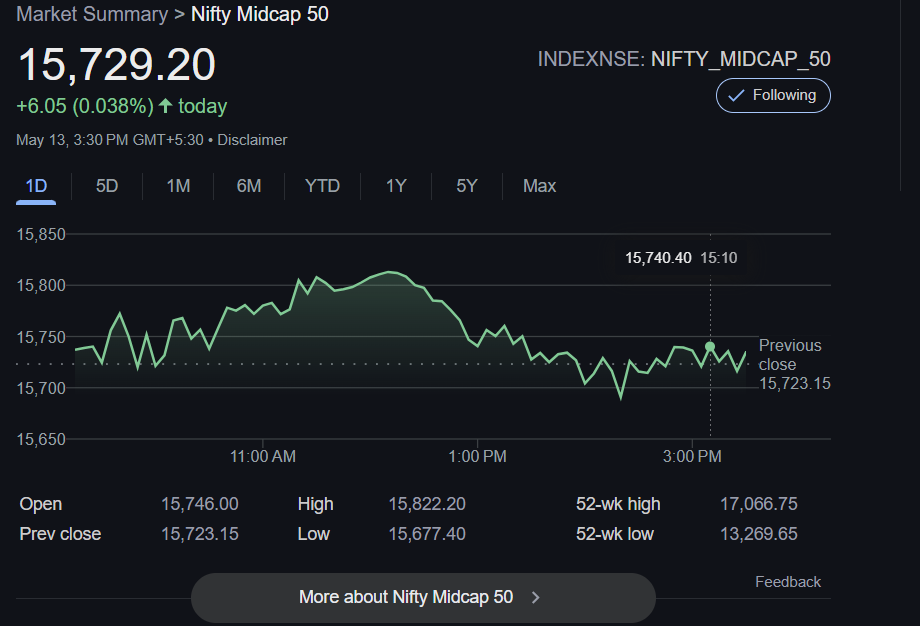 Market Summary > Nifty Midcap 50
15,729.20
INDEXNSE: NIFTY_MIDCAP_50
+6.05 (0.038%) ↑ today
Following
May 13, 3:30 PM GMT+5:30 • Disclaimer
1D 5D 1M 6M YTD 1Y 5Y Max
15,850
15,740.40 15:10
15,800
15,750
Previous
close
15,723.15
15,700
15,650
11:00 AM 1:00 PM 3:00 PM
Open 15,746.00 High 15,822.20 52-wk high 17,066.75
Prev close 15,723.15 Low 15,677.40 52-wk low 13,269.65
Feedback
More about Nifty Midcap 50 >